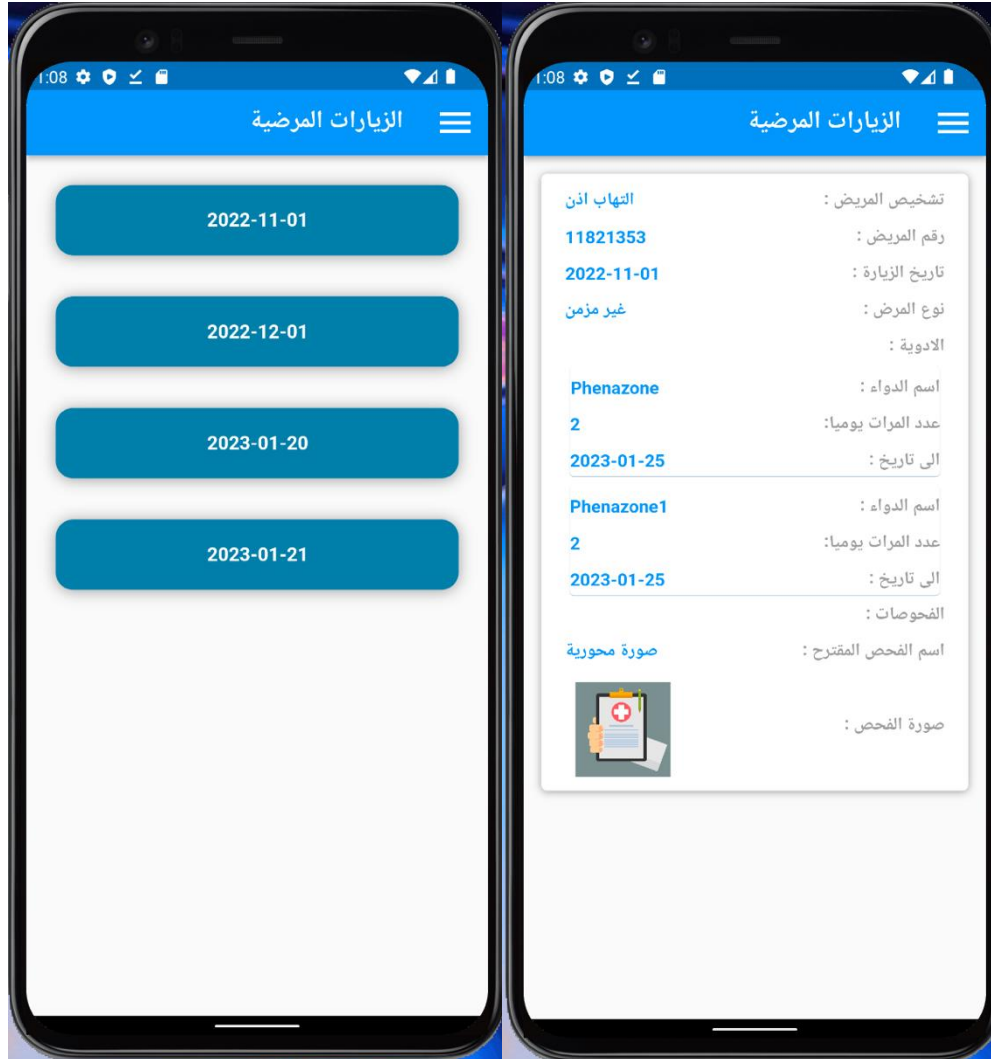 1:08
الزيارات المرضية
2022-11-01
2022-12-01
2023-01-20
2023-01-21
1:08
الزيارات المرضية
تشخيص المريض : التهاب اذن
رقم المريض : 11821353
تاريخ الزيارة : 2022-11-01
نوع المرض : غير مزمن
الادوية :
اسم الدواء : Phenazone
عدد المرات يوميا: 2
الى تاريخ : 2023-01-25
اسم الدواء : Phenazone1
عدد المرات يوميا: 2
الى تاريخ : 2023-01-25
الفحوصات :
اسم الفحص المقترح : صورة محورية
صورة الفحص :